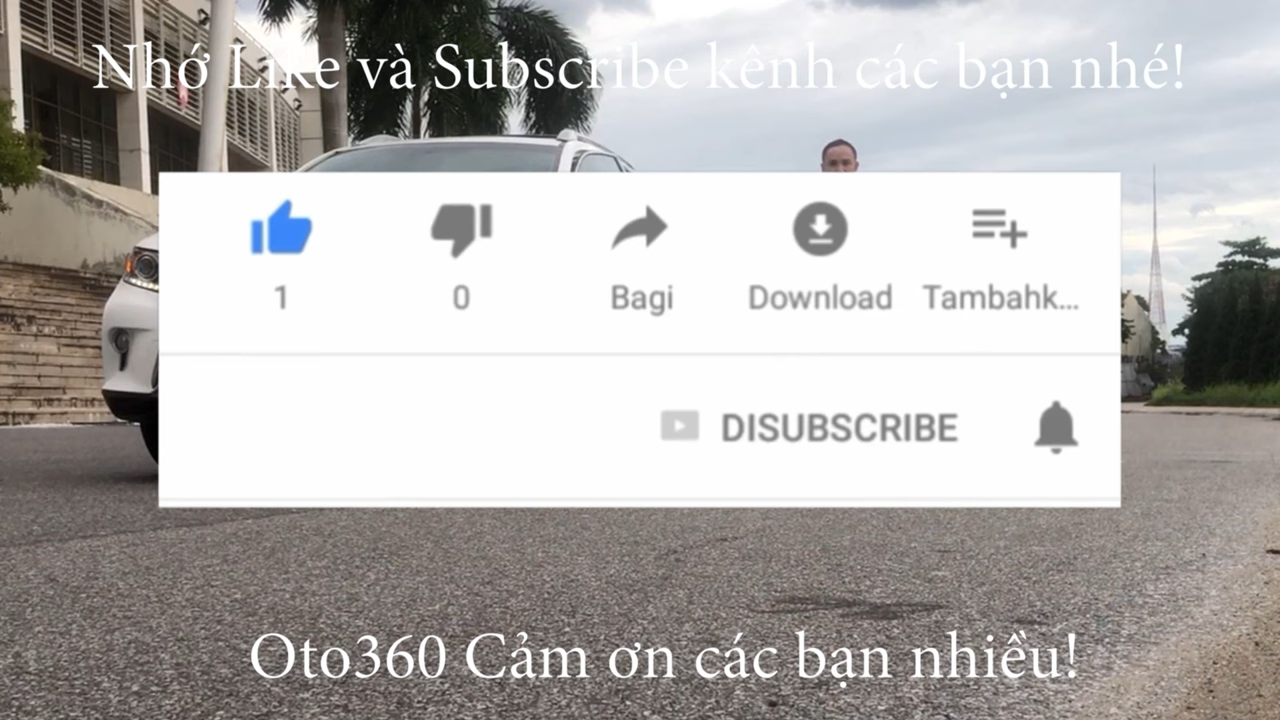 Nhớ Like và Subscribe kênh các bạn nhé!
1
0
Bagi
Download
Tambahk...
DISUBSCRIBE
Oto360 Cảm ơn các bạn nhiều!